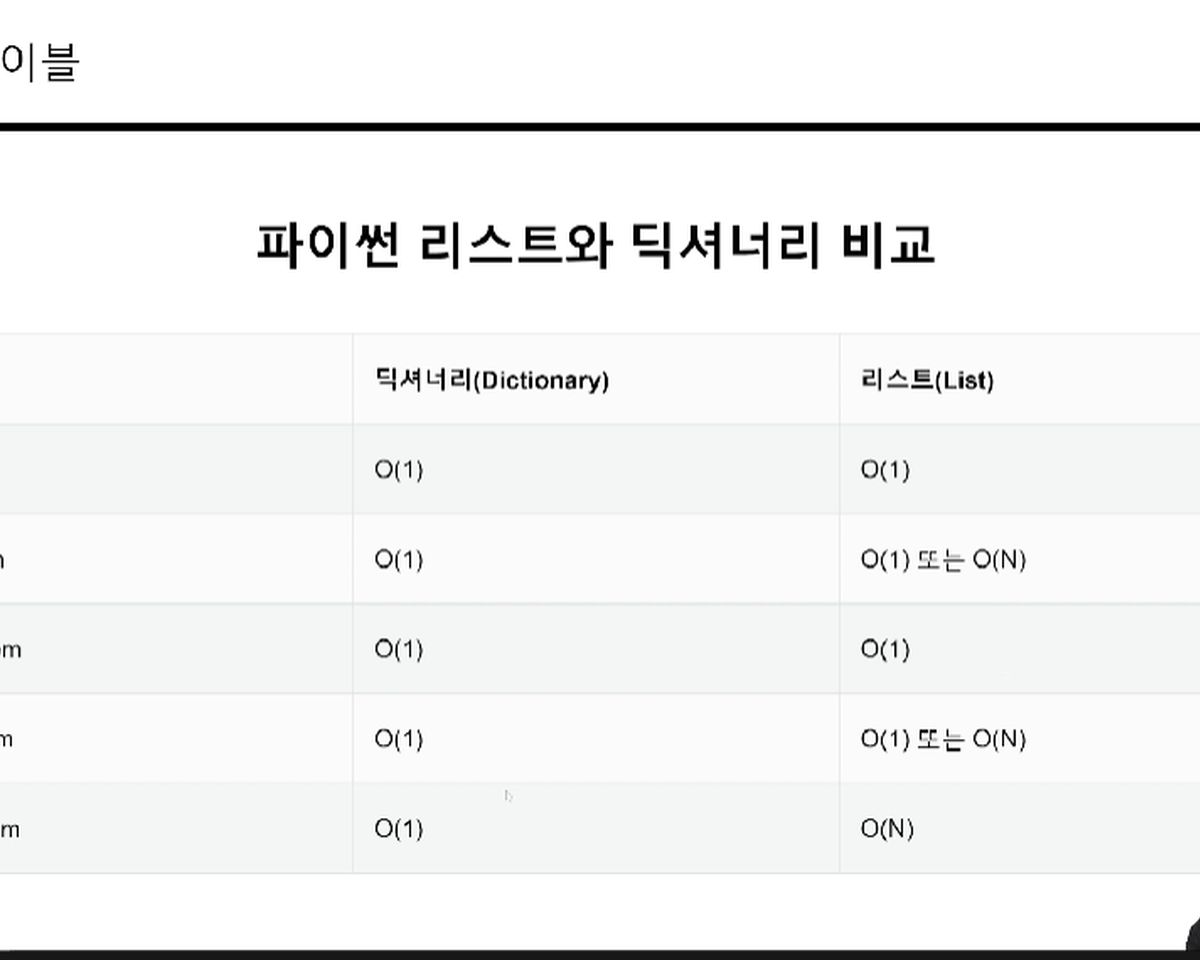 이블
파이썬 리스트와 딕셔너리 비교
딕셔너리(Dictionary) 리스트(List)
O(1) O(1)
O(1) O(1) 또는 O(N)
m O(1) O(1)
m O(1) O(1) 또는 O(N)
m O(1) O(N)